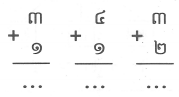 ๓ ๔ ๓
+ + +
๑ ๑ ๒
... ... ...